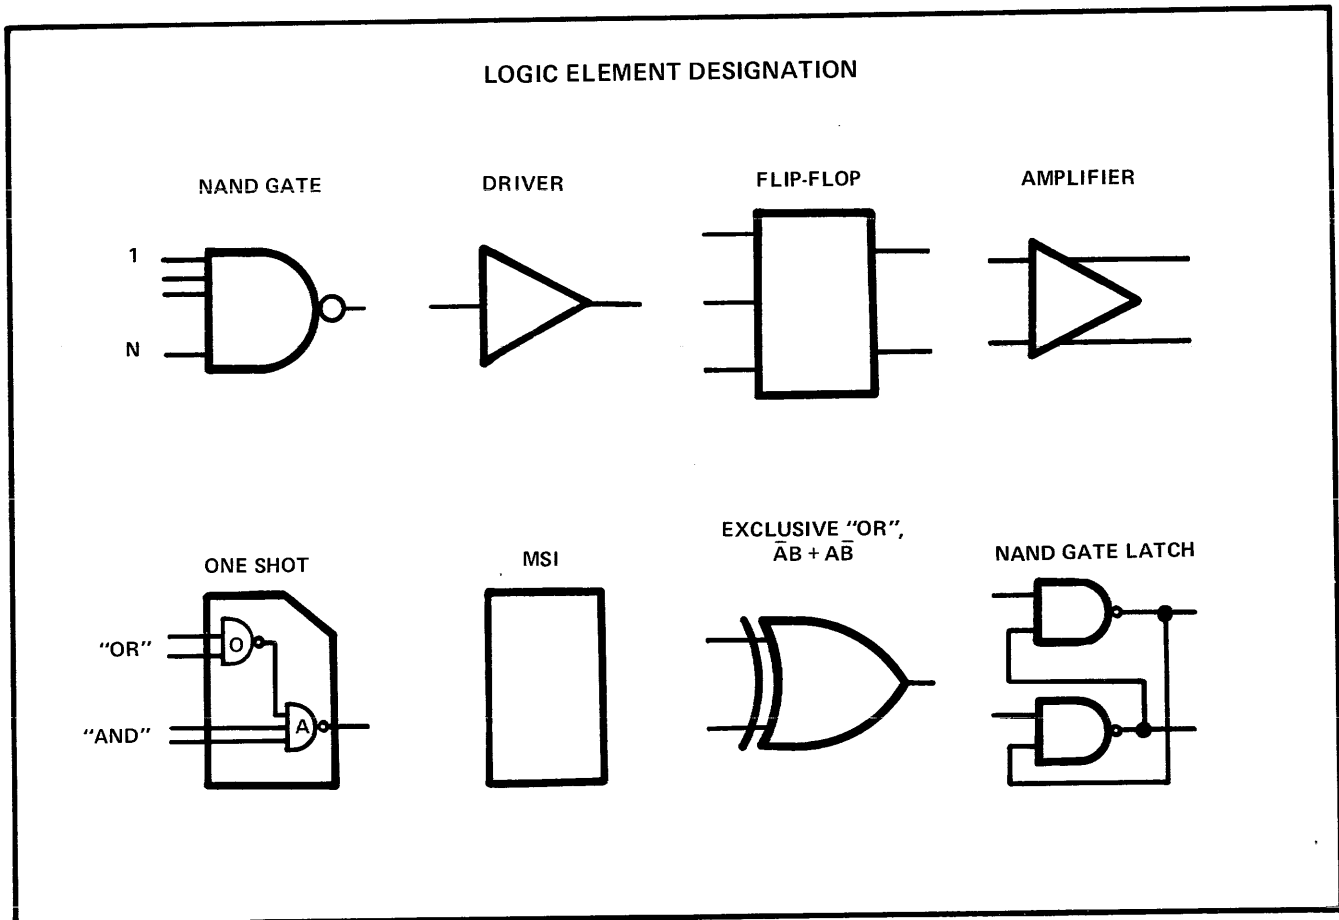 LOGIC ELEMENT DESIGNATION
NAND GATE
DRIVER
FLIP-FLOP
AMPLIFIER
1
N
ONE SHOT
MSI
EXCLUSIVE “OR”,
A̅B + AB̅
NAND GATE LATCH
“OR”
O
“AND”
A